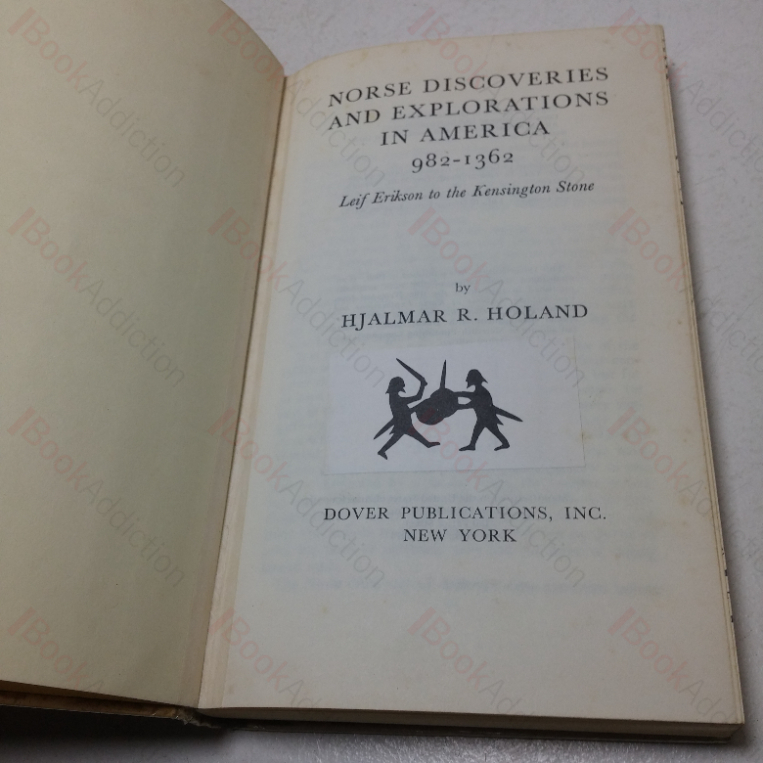 NORSE DISCOVERIES
AND EXPLORATIONS
IN AMERICA
982-1362
Leif Erikson to the Kensington Stone
by
HJALMAR R. HOLAND
DOVER PUBLICATIONS, INC.
NEW YORK
BookAddiction